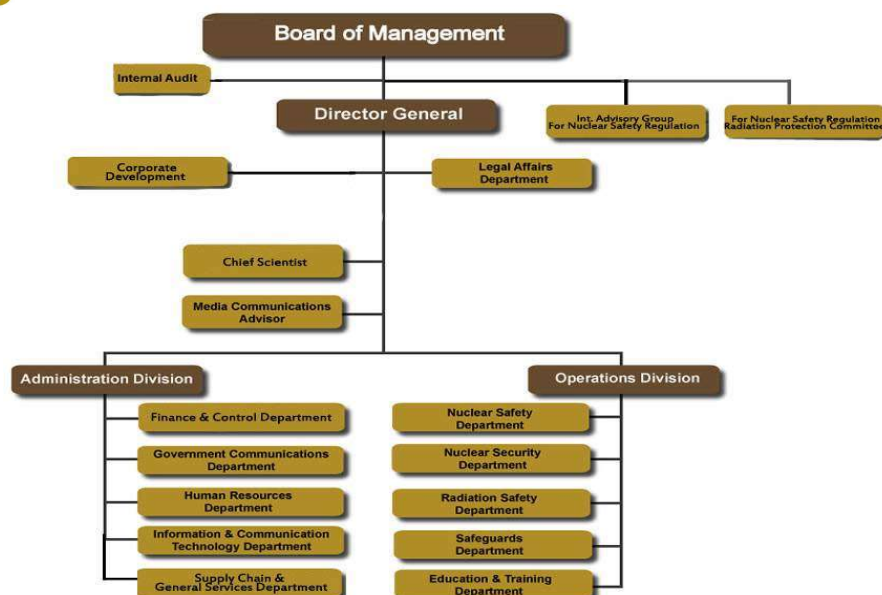 Board of Management
Internal Audit
Director General
Int. Advisory Group
For Nuclear Safety Regulation
For Nuclear Safety Regulation
Radiation Protection Committee
Corporate
Development
Legal Affairs
Department
Chief Scientist
Media Communications
Advisor
Administration Division
Operations Division
Finance & Control Department
Government Communications
Department
Human Resources
Department
Information & Communication
Technology Department
Supply Chain &
General Services Department
Nuclear Safety
Department
Nuclear Security
Department
Radiation Safety
Department
Safeguards
Department
Education & Training
Department